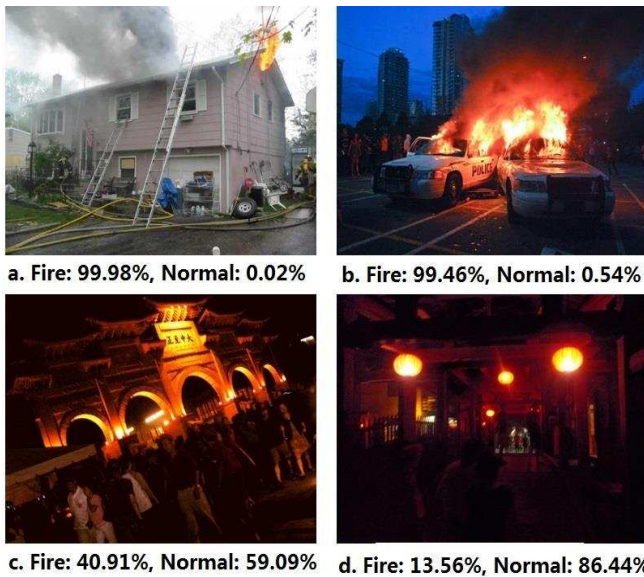 a. Fire: 99.98%, Normal: 0.02%
b. Fire: 99.46%, Normal: 0.54%
POLICE
c. Fire: 40.91%, Normal: 59.09%
d. Fire: 13.56%, Normal: 86.44%